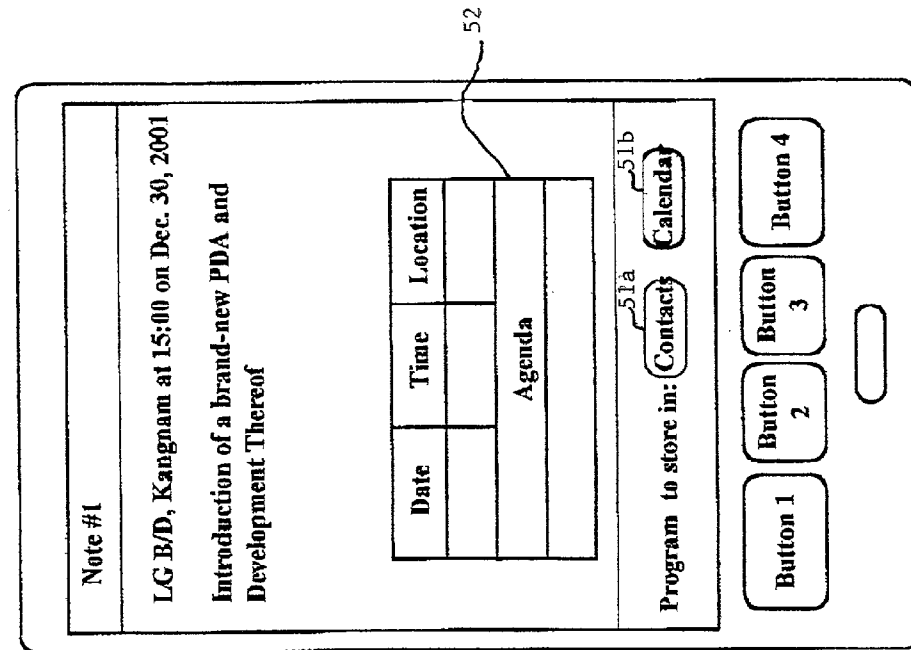 Note #1
LG B/D, Kangnam at 15:00 on Dec. 30, 2001
Introduction of a brand-new PDA and
Development Thereof
Date Time Location
Agenda
52
51a 51b
Program to store in: Contacts Calendar
Button 1 Button 2 Button 3 Button 4